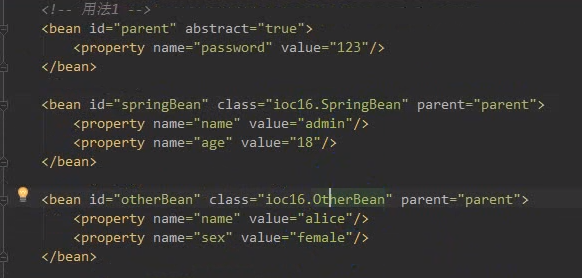 <!-- 用法1 -->
<bean id="parent" abstract="true">
<property name="password" value="123"/>
</bean>
<bean id="springBean" class="ioc16.SpringBean" parent="parent">
<property name="name" value="admin"/>
<property name="age" value="18"/>
</bean>
<bean id="otherBean" class="ioc16.OtherBean" parent="parent">
<property name="name" value="alice"/>
<property name="sex" value="female"/>
</bean>